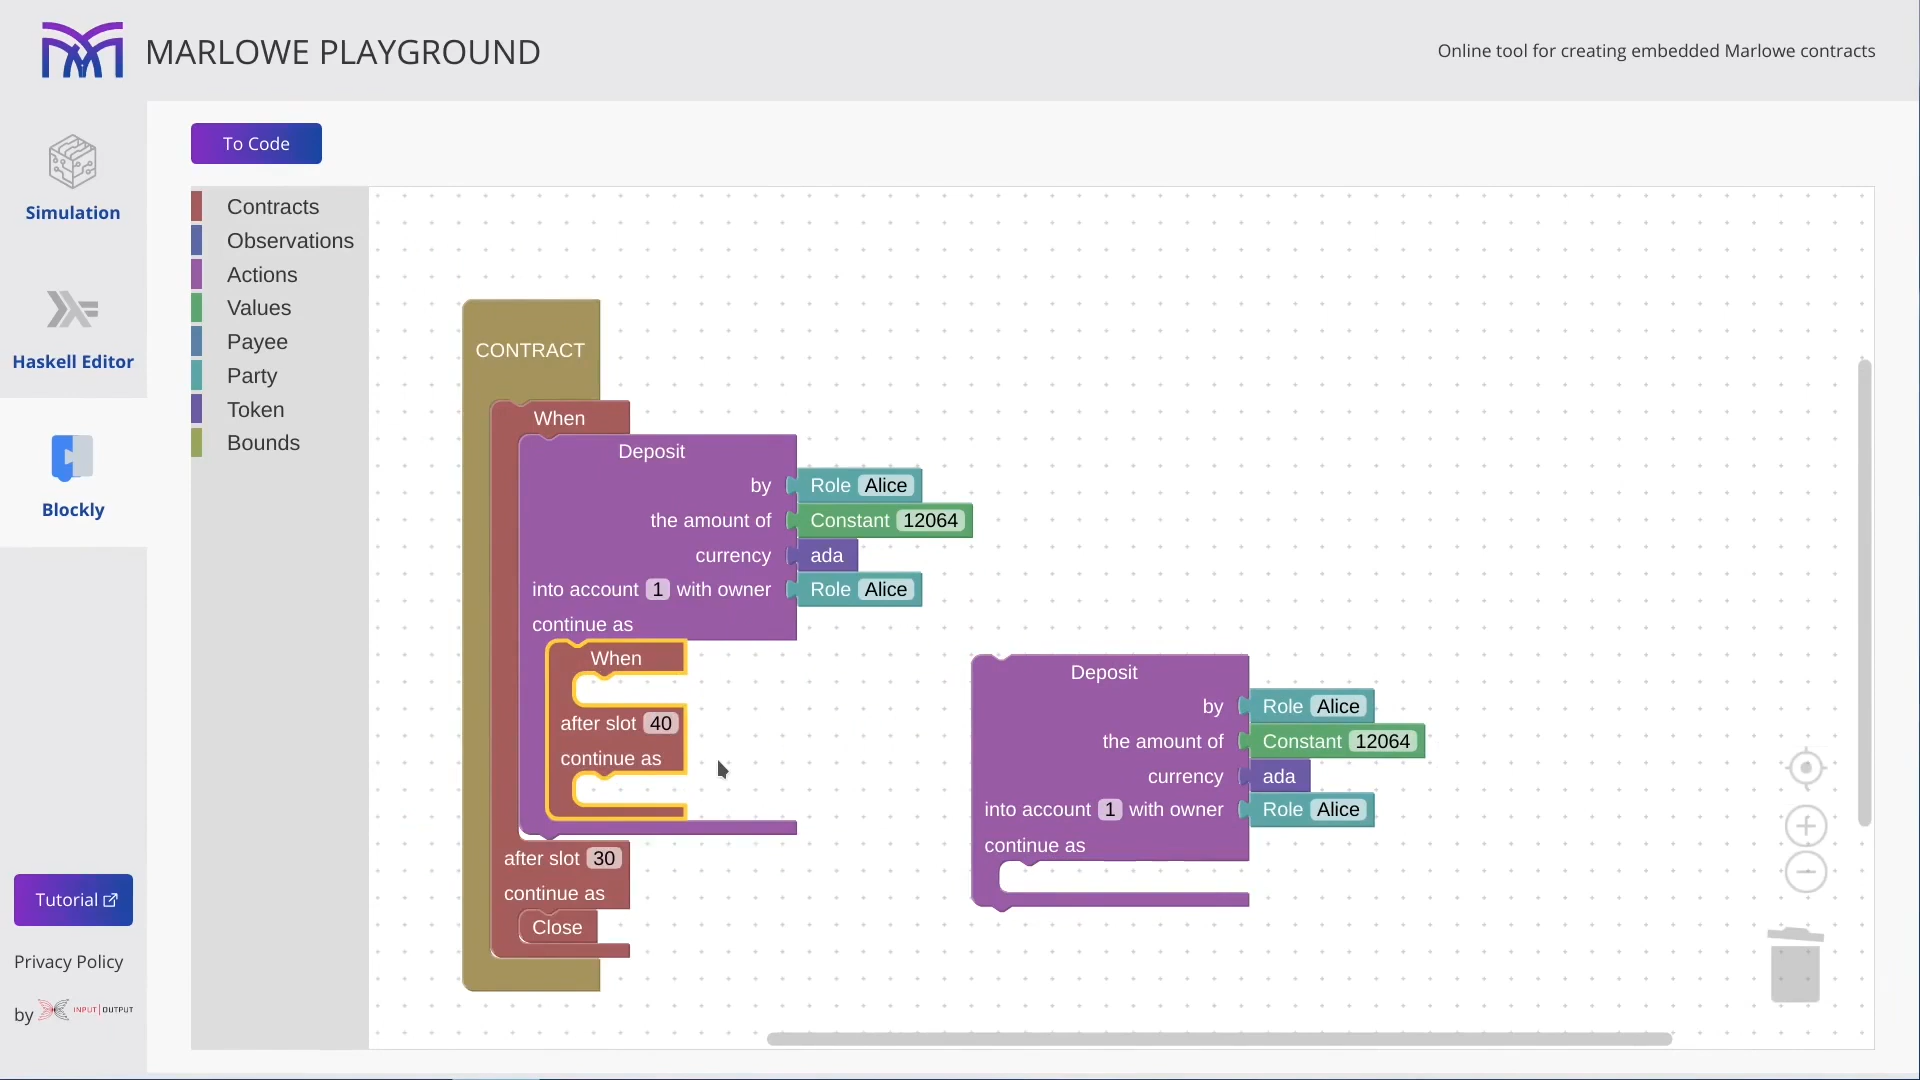 MARLOWE PLAYGROUND
Online tool for creating embedded Marlowe contracts
Simulation
Haskell Editor
Blockly
Tutorial
Privacy Policy
by INPUT | OUTPUT
To Code
Contracts
Observations
Actions
Values
Payee
Party
Token
Bounds
CONTRACT
When
Deposit
by Role Alice
the amount of Constant 12064
currency ada
into account 1 with owner Role Alice
continue as
When
after slot 40
continue as
after slot 30
continue as
Close
Deposit
by Role Alice
the amount of Constant 12064
currency ada
into account 1 with owner Role Alice
continue as